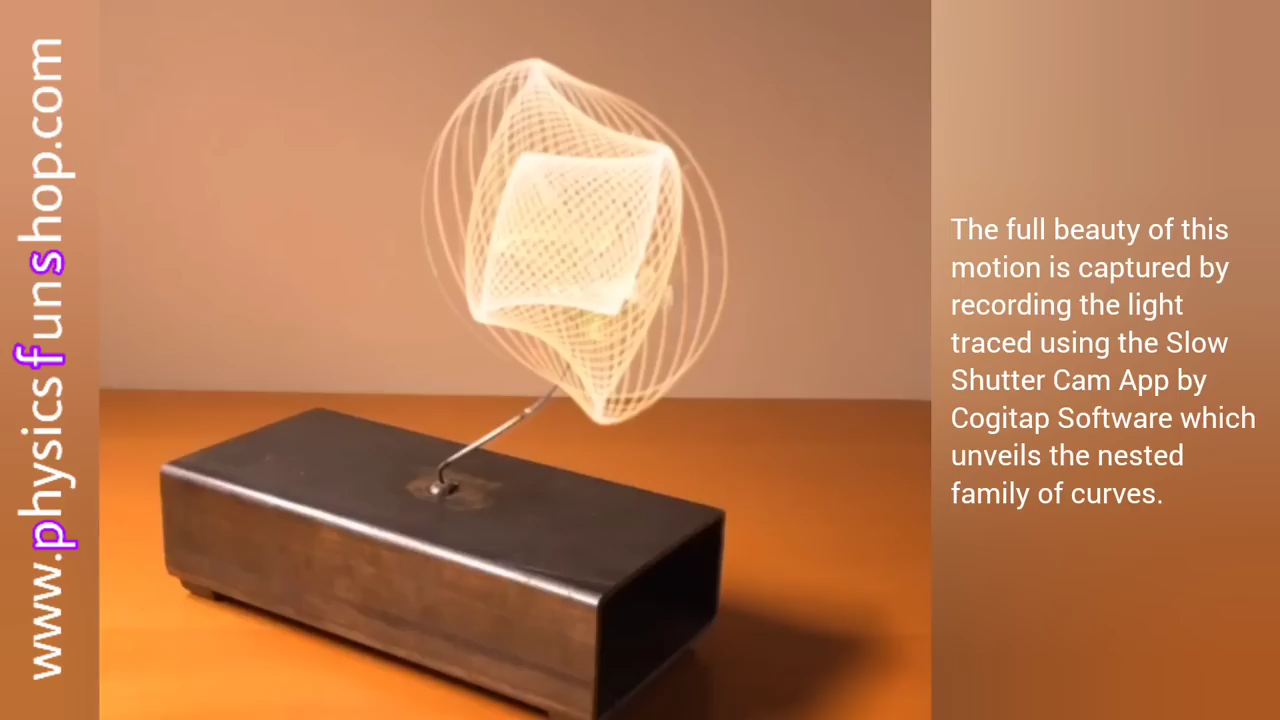 www.physicsfunshop.com
The full beauty of this
motion is captured by
recording the light
traced using the Slow
Shutter Cam App by
Cogitap Software which
unveils the nested
family of curves.